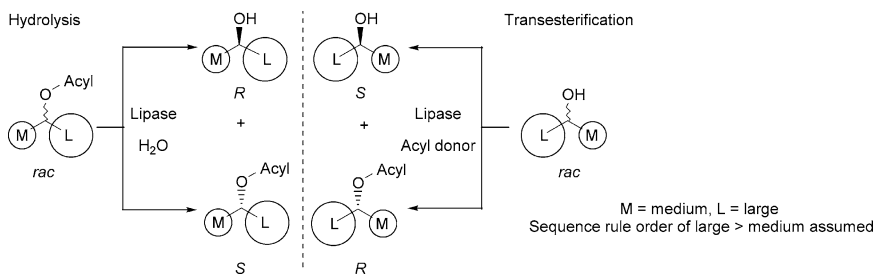 Hydrolysis
Transesterification
OH
M
L
R
OH
L
M
S
O
Acyl
M
L
rac
Lipase
H2O
+
+
Lipase
Acyl donor
OH
L
M
rac
O
Acyl
M
L
S
O
Acyl
L
M
R
M = medium, L = large
Sequence rule order of large > medium assumed